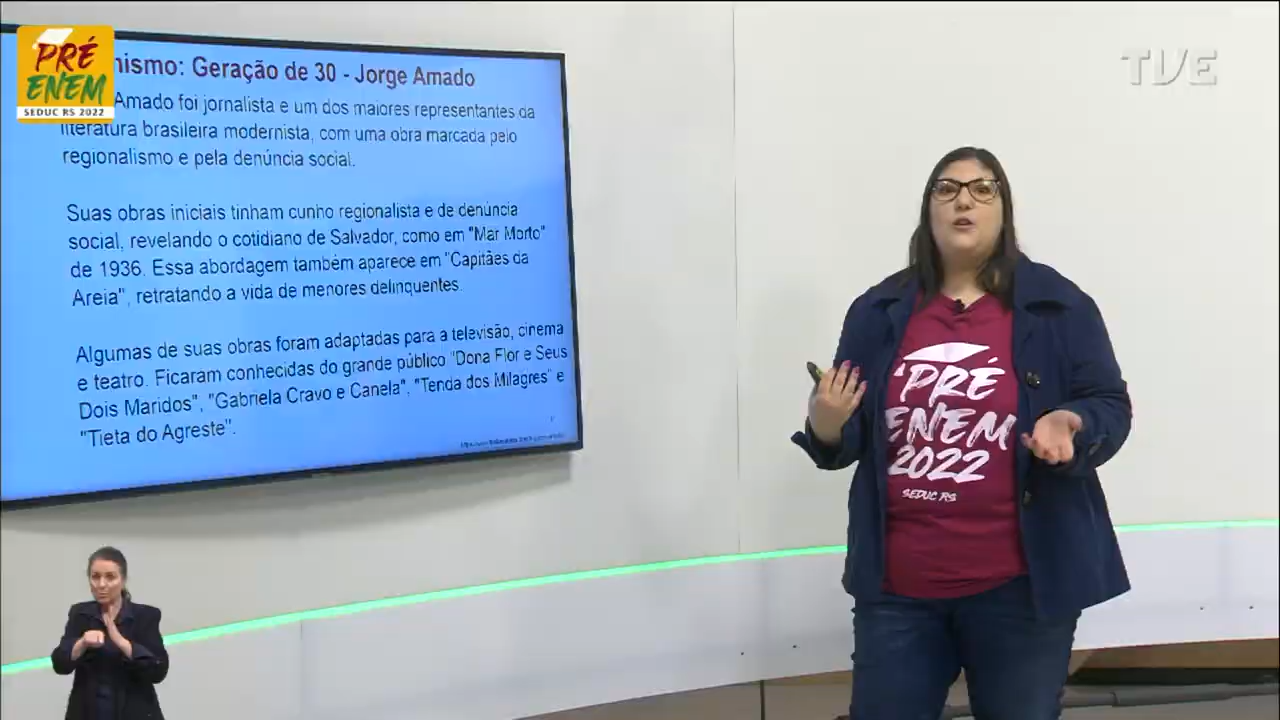 PRÉ
ENEM
SEDUC RS 2022
nismo: Geração de 30 - Jorge Amado
Amado foi jornalista e um dos maiores representantes da
literatura brasileira modernista, com uma obra marcada pelo
regionalismo e pela denúncia social.
Suas obras iniciais tinham cunho regionalista e de denúncia
social, revelando o cotidiano de Salvador, como em "Mar Morto"
de 1936. Essa abordagem também aparece em "Capitães da
Areia", retratando a vida de menores delinquentes.
Algumas de suas obras foram adaptadas para a televisão, cinema
e teatro. Ficaram conhecidas do grande público "Dona Flor e Seus
Dois Maridos", "Gabriela Cravo e Canela", "Tenda dos Milagres" e
"Tieta do Agreste".
TVE
PRÉ
ENEM
2022
SEDUC RS